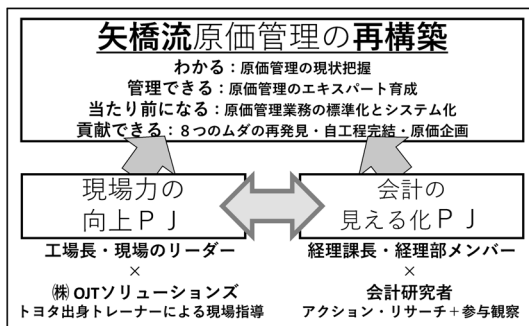 矢橋流原価管理の再構築
わかる：原価管理の現状把握
管理できる：原価管理のエキスパート育成
当たり前になる：原価管理業務の標準化とシステム化
貢献できる：８つのムダの再発見・自工程完結・原価企画
現場力の
向上ＰＪ
工場長・現場のリーダー
×
㈱ OJTソリューションズ
トヨタ出身トレーナーによる現場指導
会計の
見える化ＰＪ
経理課長・経理部メンバー
×
会計研究者
アクション・リサーチ＋参与観察